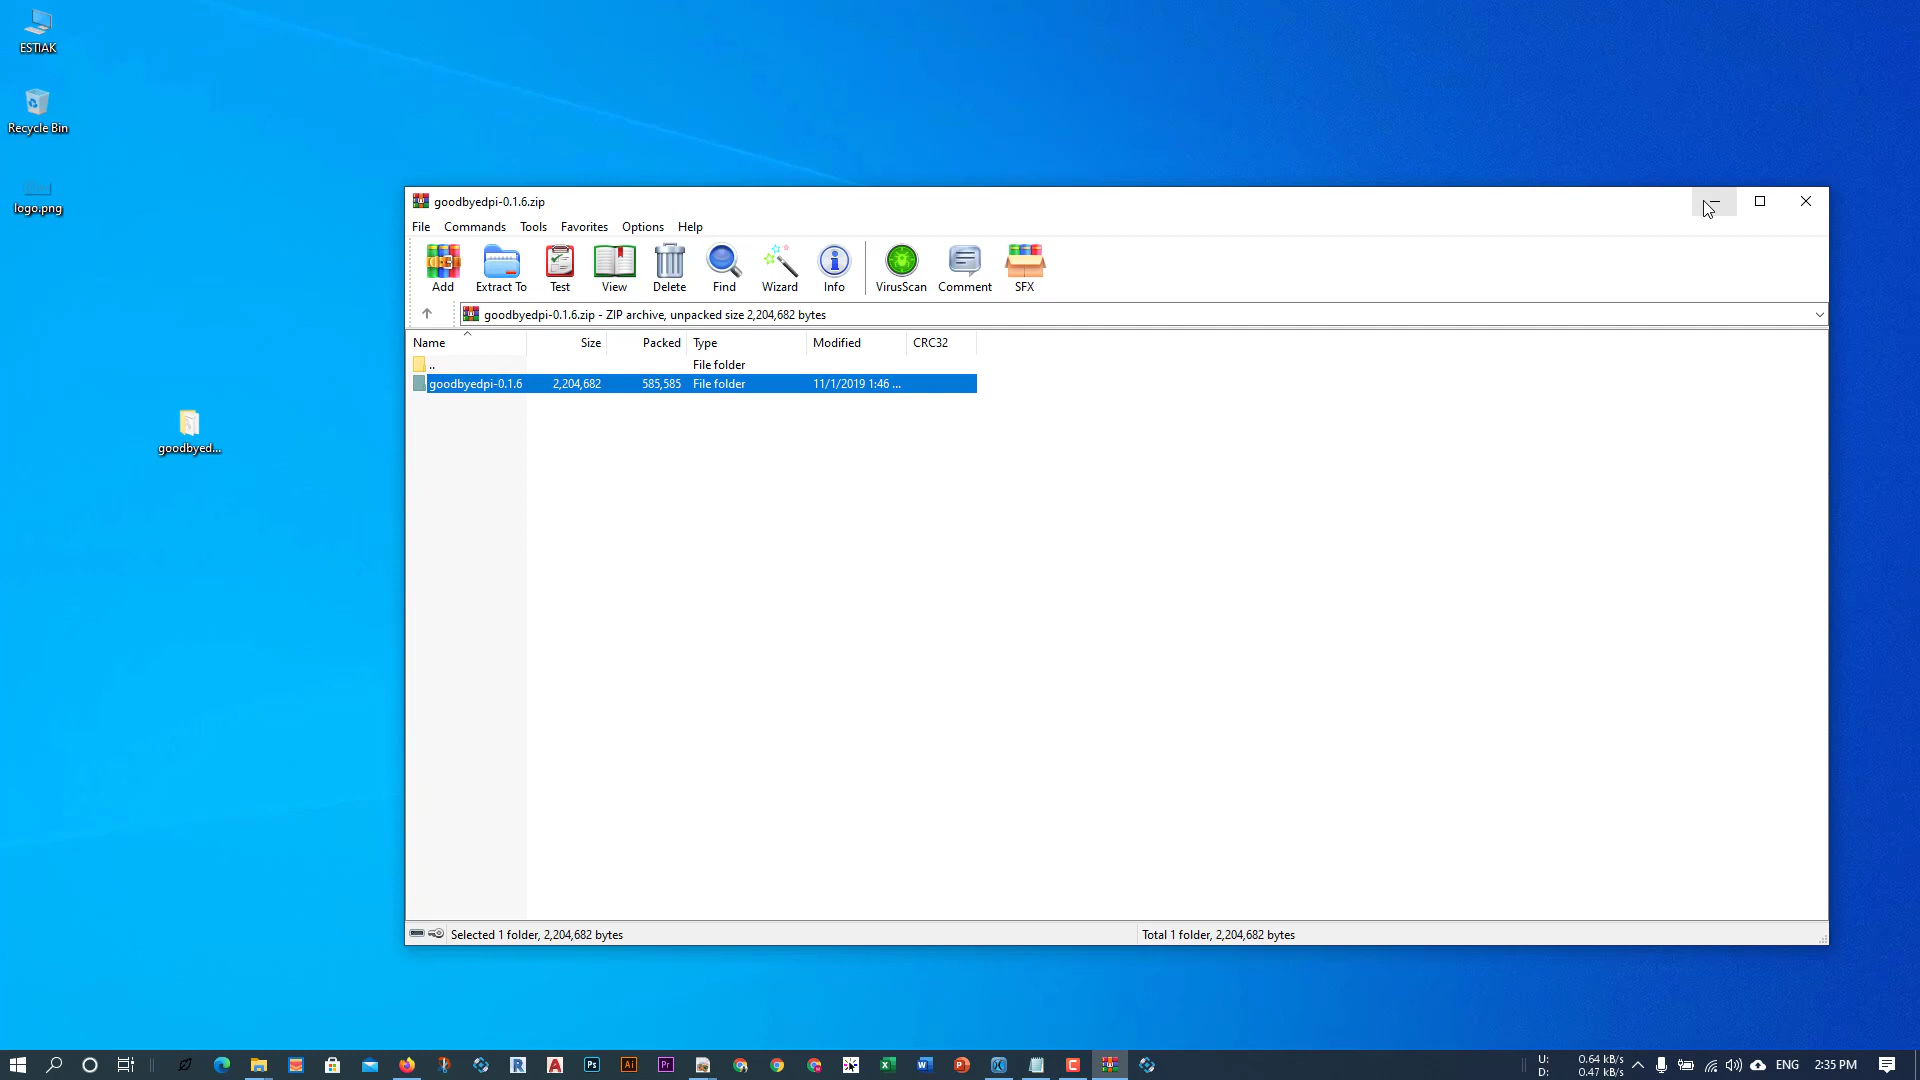 ESTIAK
Recycle Bin
logo.png
goodbyed...
goodbyedpi-0.1.6.zip
File Commands Tools Favorites Options Help
Add Extract To Test View Delete Find Wizard Info VirusScan Comment SFX
goodbyedpi-0.1.6.zip - ZIP archive, unpacked size 2,204,682 bytes
Name Size Packed Type Modified CRC32
.. File folder
goodbyedpi-0.1.6 2,204,682 585,585 File folder 11/1/2019 1:46 ...
Selected 1 folder, 2,204,682 bytes Total 1 folder, 2,204,682 bytes
U: 0.64 kB/s
D: 0.47 kB/s
ENG 2:35 PM